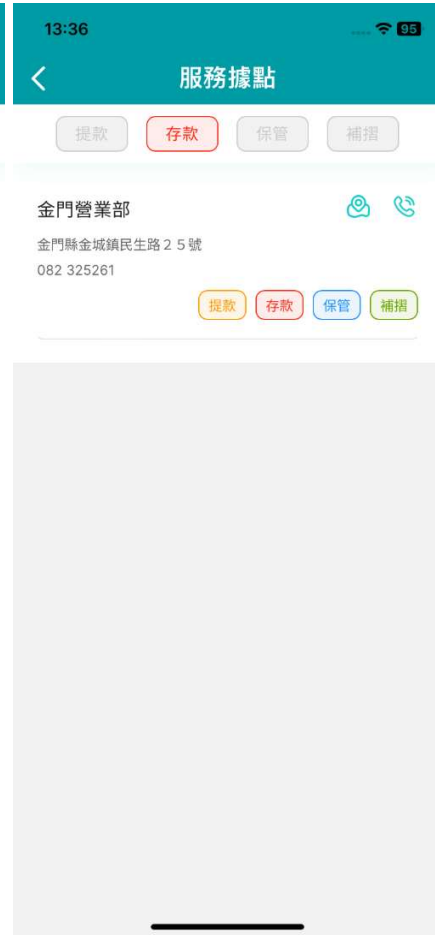 13:36
95
服務據點
提款 存款 保管 補摺
金門營業部
金門縣金城鎮民生路２５號
082 325261
提款 存款 保管 補摺